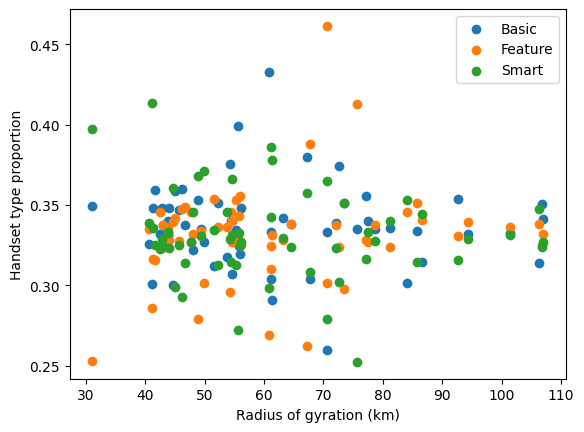 Basic
Feature
Smart
0.45
0.40
0.35
0.30
0.25
Handset type proportion
30 40 50 60 70 80 90 100 110
Radius of gyration (km)